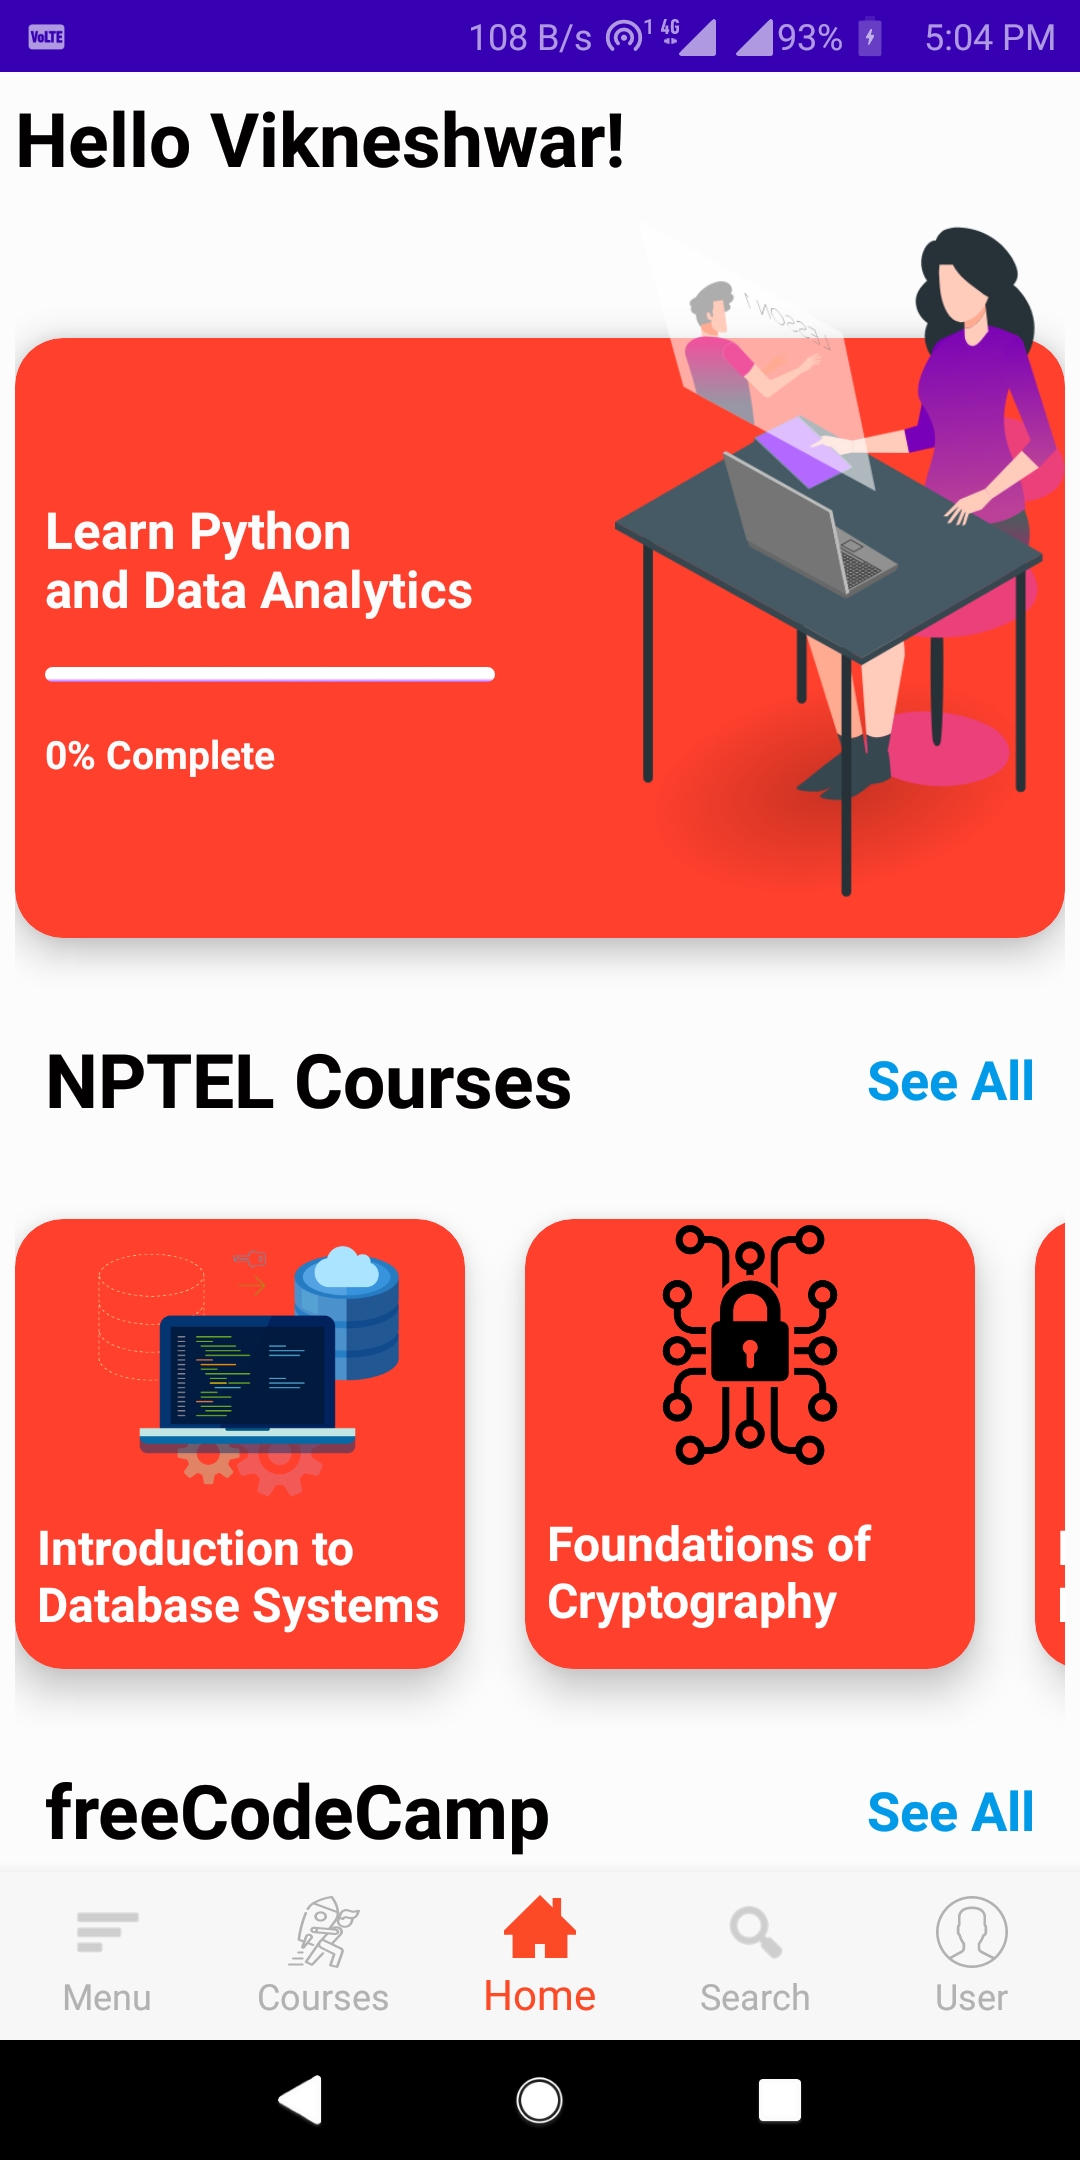 VoLTE 108 B/s 1 4G 93% 5:04 PM
Hello Vikneshwar!
LESSON 1
Learn Python
and Data Analytics
0% Complete
NPTEL Courses See All
Introduction to
Database Systems
Foundations of
Cryptography
freeCodeCamp See All
Menu Courses Home Search User